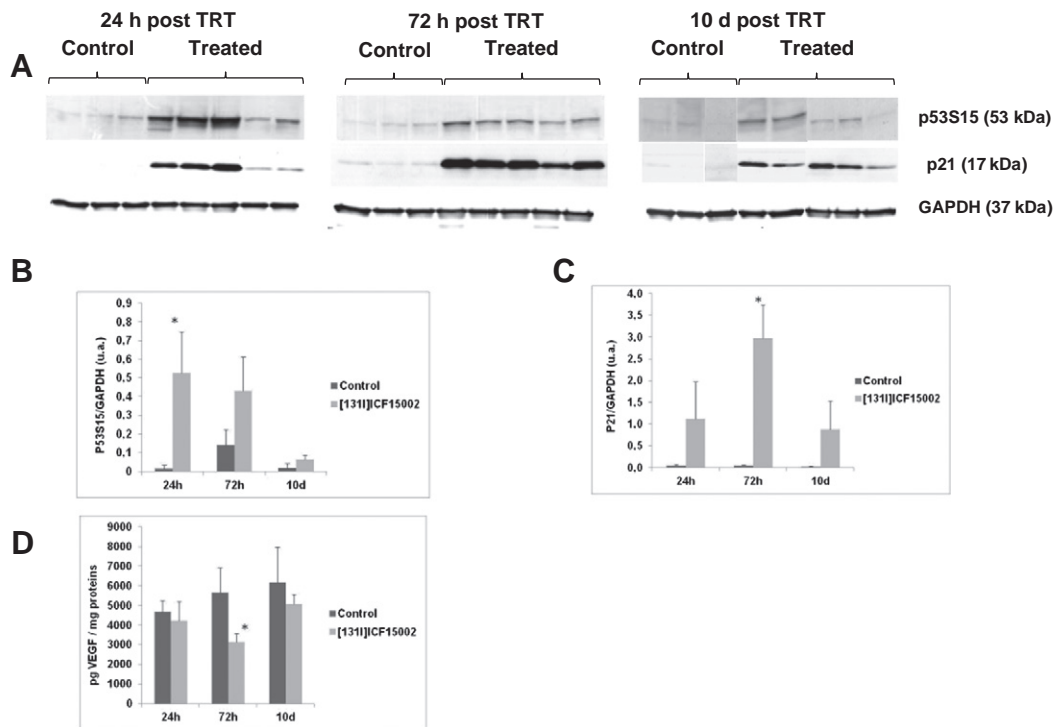 24 h post TRT
72 h post TRT
10 d post TRT
A
Control
Treated
Control
Treated
Control
Treated
p53S15 (53 kDa)
p21 (17 kDa)
GAPDH (37 kDa)
B
P53S15/GAPDH (u.a.)
0,9
0,8
0,7
0,6
0,5
0,4
0,3
0,2
0,1
0
*
24h
72h
10d
Control
[131I]ICF15002
C
P21/GAPDH (u.a.)
4,0
3,5
3,0
2,5
2,0
1,5
1,0
0,5
0,0
*
24h
72h
10d
Control
[131I]ICF15002
D
pg VEGF / mg proteins
9000
8000
7000
6000
5000
4000
3000
2000
1000
0
*
24h
72h
10d
Control
[131I]ICF15002